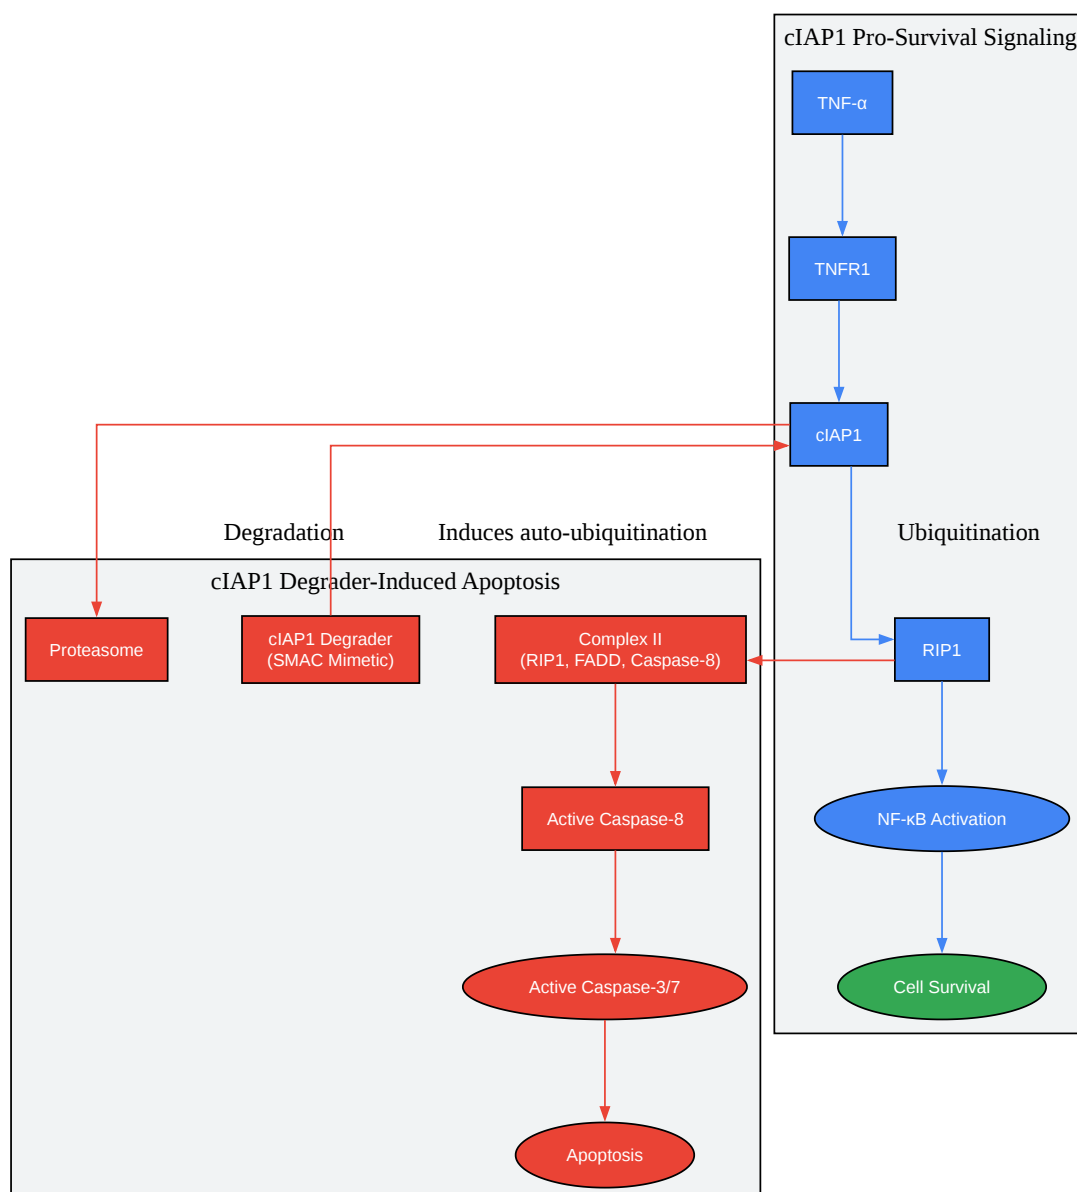 cIAP1 Pro-Survival Signaling
TNF-α
TNFR1
cIAP1
Degradation
Induces auto-ubiquitination
Ubiquitination
cIAP1 Degrader-Induced Apoptosis
Proteasome
cIAP1 Degrader
(SMAC Mimetic)
Complex II
(RIP1, FADD, Caspase-8)
RIP1
Active Caspase-8
NF-κB Activation
Active Caspase-3/7
Cell Survival
Apoptosis